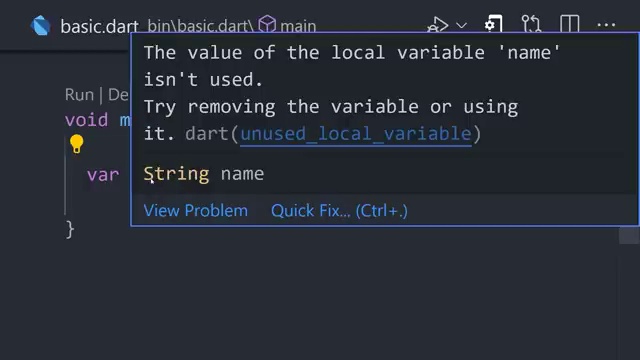 basic.dart bin\basic.dart\ main
The value of the local variable 'name'
isn't used.
Try removing the variable or using
it. dart(unused_local_variable)
Run | De
void m
var
String name
View Problem Quick Fix... (Ctrl+.)
}